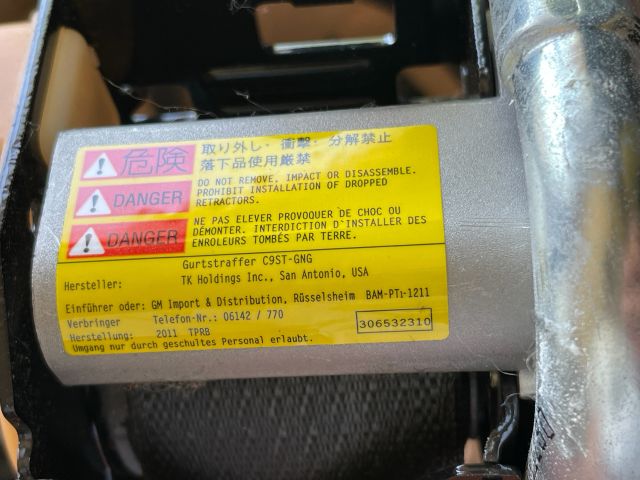 危険
取り外し・衝撃・分解禁止
落下品使用厳禁
DANGER
DO NOT REMOVE, IMPACT OR DISASSEMBLE.
PROHIBIT INSTALLATION OF DROPPED
RETRACTORS.
DANGER
NE PAS ELEVER PROVOQUER DE CHOC OU
DÉMONTER. INTERDICTION D'INSTALLER DES
ENROLEURS TOMBÉS PAR TERRE.
Gurtstraffer C9ST-GNG
Hersteller: TK Holdings Inc., San Antonio, USA
Einführer oder: GM Import & Distribution, Rüsselsheim BAM-PT1-1211
Verbringer Telefon-Nr.: 06142 / 770
Herstellung: 2011 TPRB
306532310
Umgang nur durch geschultes Personal erlaubt.